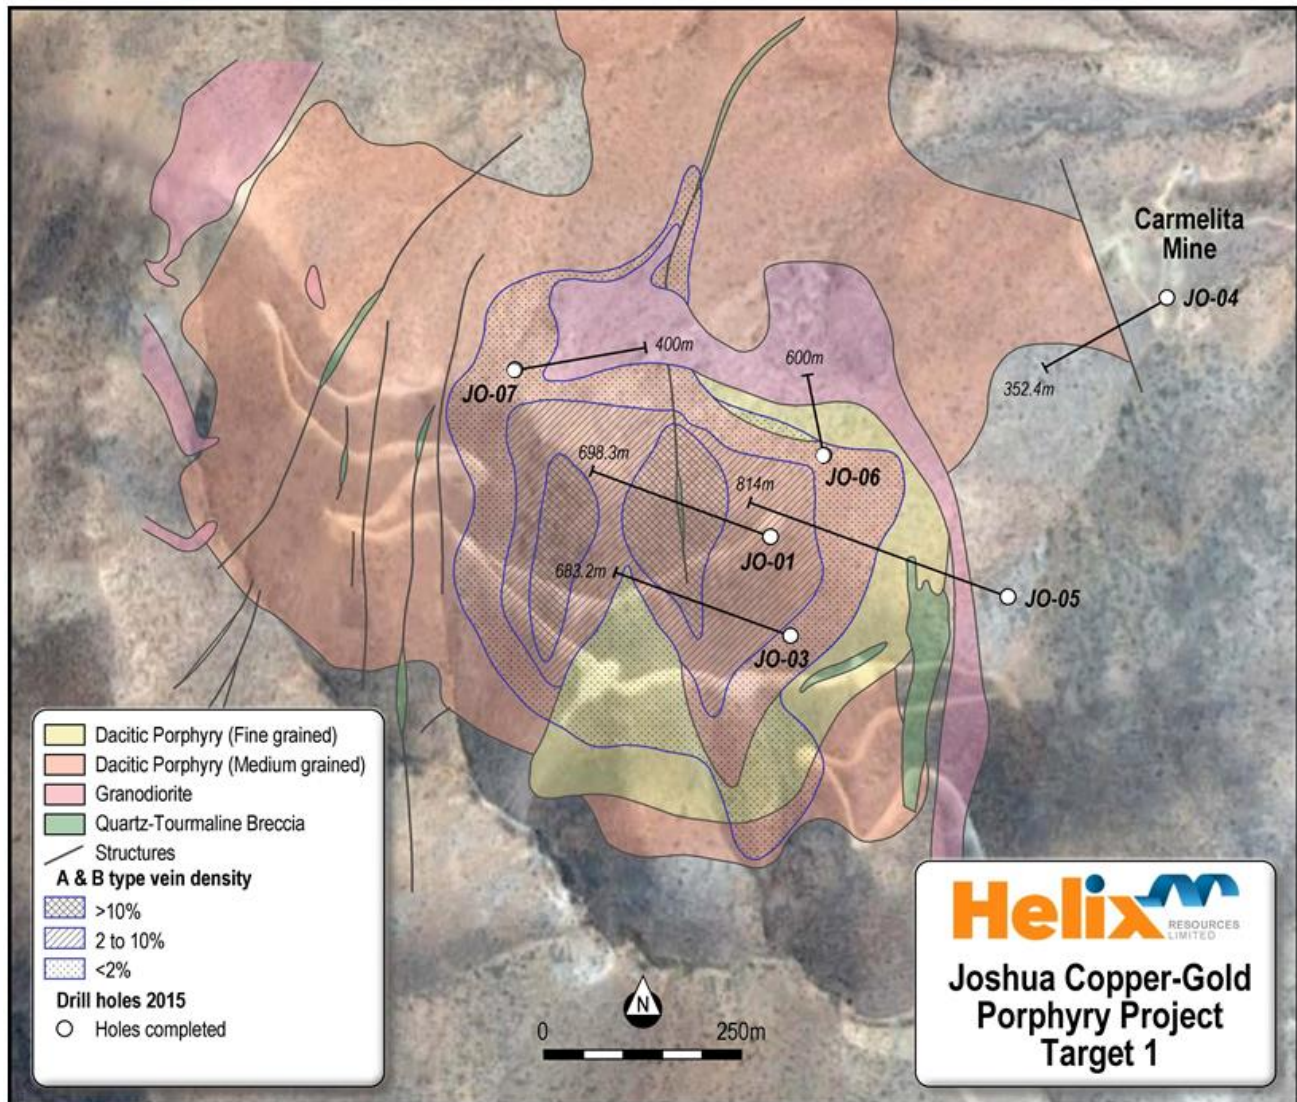 Carmelita
Mine
JO-04
352.4m
400m
600m
JO-07
698.3m
JO-06
814m
JO-01
683.2m
JO-05
JO-03
Dacitic Porphyry (Fine grained)
Dacitic Porphyry (Medium grained)
Granodiorite
Quartz-Tourmaline Breccia
Structures
A & B type vein density
>10%
2 to 10%
<2%
Drill holes 2015
Holes completed
N
0 250m
Helix
RESOURCES
LIMITED
Joshua Copper-Gold
Porphyry Project
Target 1